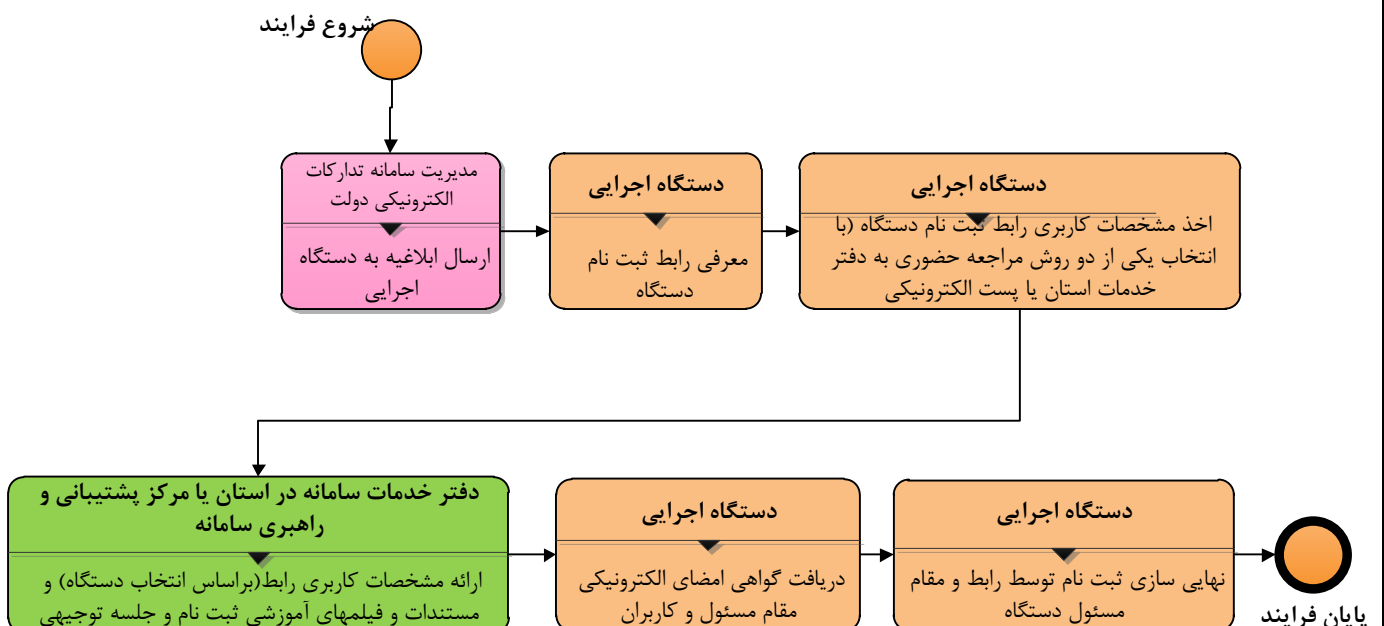 شروع فرایند
مدیریت سامانه تدارکات
الکترونیکی دولت
ارسال ابلاغیه به دستگاه
اجرایی
دستگاه اجرایی
معرفی رابط ثبت نام
دستگاه
دستگاه اجرایی
اخذ مشخصات کاربری رابط ثبت نام دستگاه (با
انتخاب یکی از دو روش مراجعه حضوری به دفتر
خدمات استان یا پست الکترونیکی
دفتر خدمات سامانه در استان یا مرکز پشتیبانی و
راهبری سامانه
ارائه مشخصات کاربری رابط(براساس انتخاب دستگاه) و
مستندات و فیلمهای آموزشی ثبت نام و جلسه توجیهی
دستگاه اجرایی
دریافت گواهی امضای الکترونیکی
مقام مسئول و کاربران
دستگاه اجرایی
نهایی سازی ثبت نام توسط رابط و مقام
مسئول دستگاه
پایان فرایند